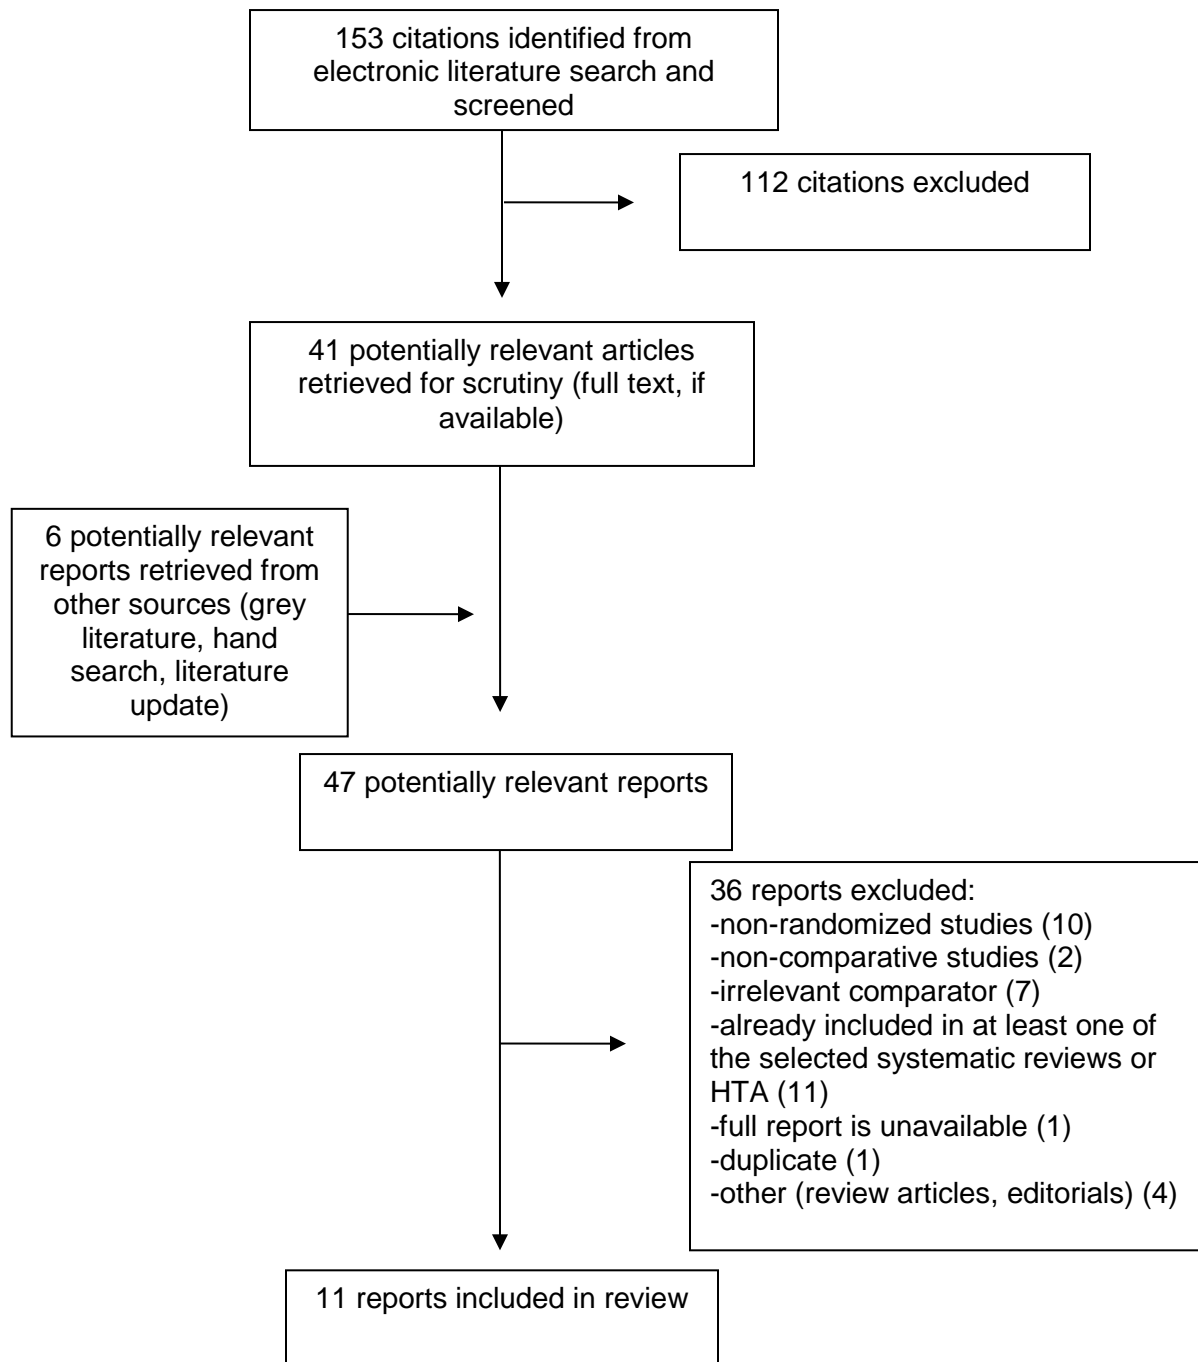 153 citations identified from
electronic literature search and
screened
112 citations excluded
41 potentially relevant articles
retrieved for scrutiny (full text, if
available)
6 potentially relevant
reports retrieved from
other sources (grey
literature, hand
search, literature
update)
47 potentially relevant reports
36 reports excluded:
-non-randomized studies (10)
-non-comparative studies (2)
-irrelevant comparator (7)
-already included in at least one of
the selected systematic reviews or
HTA (11)
-full report is unavailable (1)
-duplicate (1)
-other (review articles, editorials) (4)
11 reports included in review